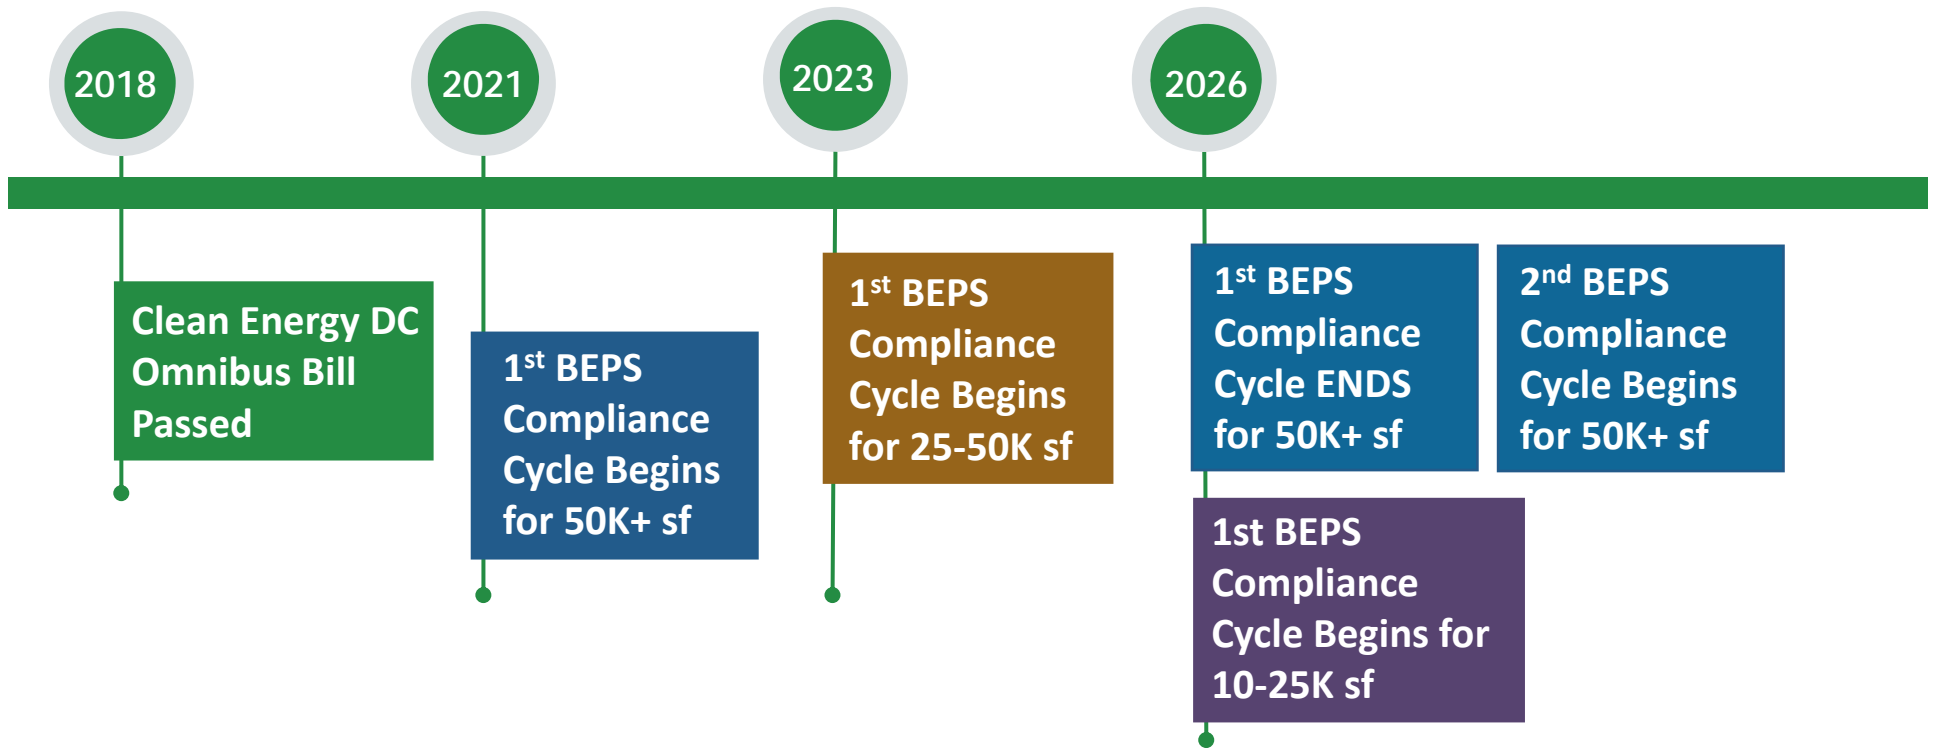 2018
2021
2023
2026
Clean Energy DC
Omnibus Bill
Passed
1st BEPS
Compliance
Cycle Begins
for 50K+ sf
1st BEPS
Compliance
Cycle Begins
for 25-50K sf
1st BEPS
Compliance
Cycle ENDS
for 50K+ sf
2nd BEPS
Compliance
Cycle Begins
for 50K+ sf
1st BEPS
Compliance
Cycle Begins for
10-25K sf